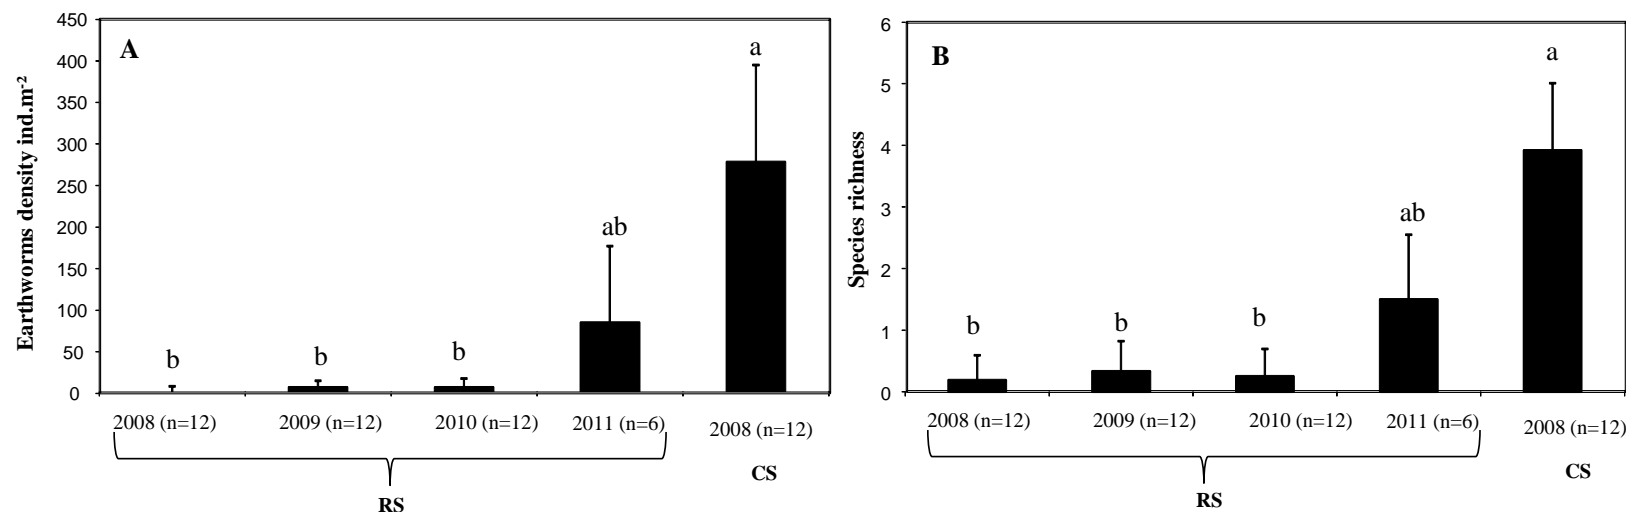 A
Earthworms density ind.m-2
450
400
350
300
250
200
150
100
50
0
b
b
b
ab
a
2008 (n=12)
2009 (n=12)
2010 (n=12)
2011 (n=6)
2008 (n=12)
RS
CS
B
Species richness
6
5
4
3
2
1
0
b
b
b
ab
a
2008 (n=12)
2009 (n=12)
2010 (n=12)
2011 (n=6)
2008 (n=12)
RS
CS